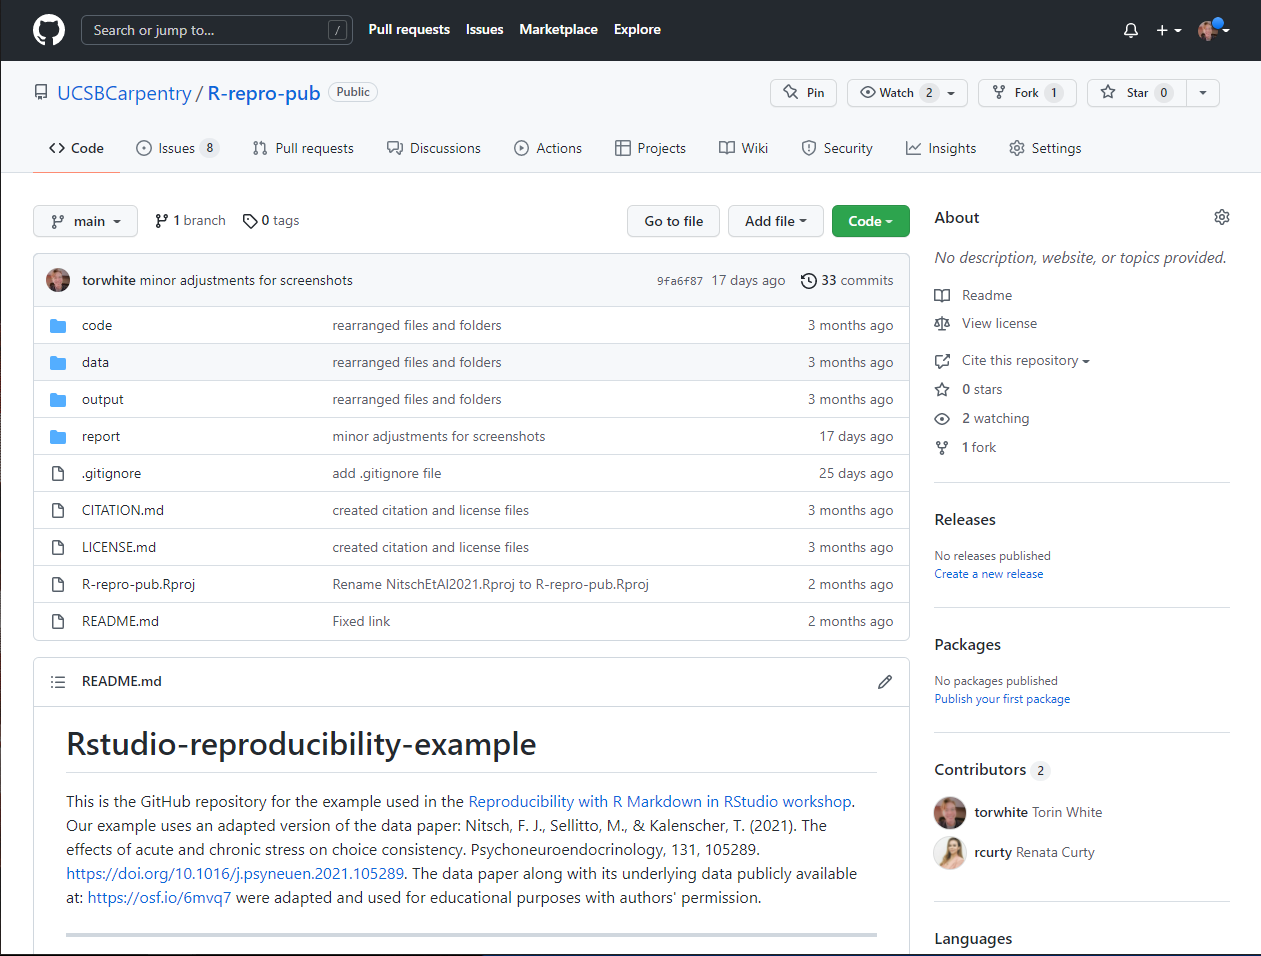 Search or jump to... /
Pull requests Issues Marketplace Explore
UCSBCarpentry / R-repro-pub Public
Pin Watch 2 Fork 1 Star 0
Code Issues 8 Pull requests Discussions Actions Projects Wiki Security Insights Settings
main 1 branch 0 tags Go to file Add file Code
torwhite minor adjustments for screenshots 9fa6f87 17 days ago 33 commits
code rearranged files and folders 3 months ago
data rearranged files and folders 3 months ago
output rearranged files and folders 3 months ago
report minor adjustments for screenshots 17 days ago
.gitignore add .gitignore file 25 days ago
CITATION.md created citation and license files 3 months ago
LICENSE.md created citation and license files 3 months ago
R-repro-pub.Rproj Rename NitschEtAl2021.Rproj to R-repro-pub.Rproj 2 months ago
README.md Fixed link 2 months ago
README.md
Rstudio-reproducibility-example
This is the GitHub repository for the example used in the Reproducibility with R Markdown in RStudio workshop.
Our example uses an adapted version of the data paper: Nitsch, F. J., Sellitto, M., & Kalenscher, T. (2021). The
effects of acute and chronic stress on choice consistency. Psychoneuroendocrinology, 131, 105289.
https://doi.org/10.1016/j.psyneuen.2021.105289. The data paper along with its underlying data publicly available
at: https://osf.io/6mvq7 were adapted and used for educational purposes with authors' permission.
About
No description, website, or topics provided.
Readme
View license
Cite this repository
0 stars
2 watching
1 fork
Releases
No releases published
Create a new release
Packages
No packages published
Publish your first package
Contributors 2
torwhite Torin White
rcurty Renata Curty
Languages